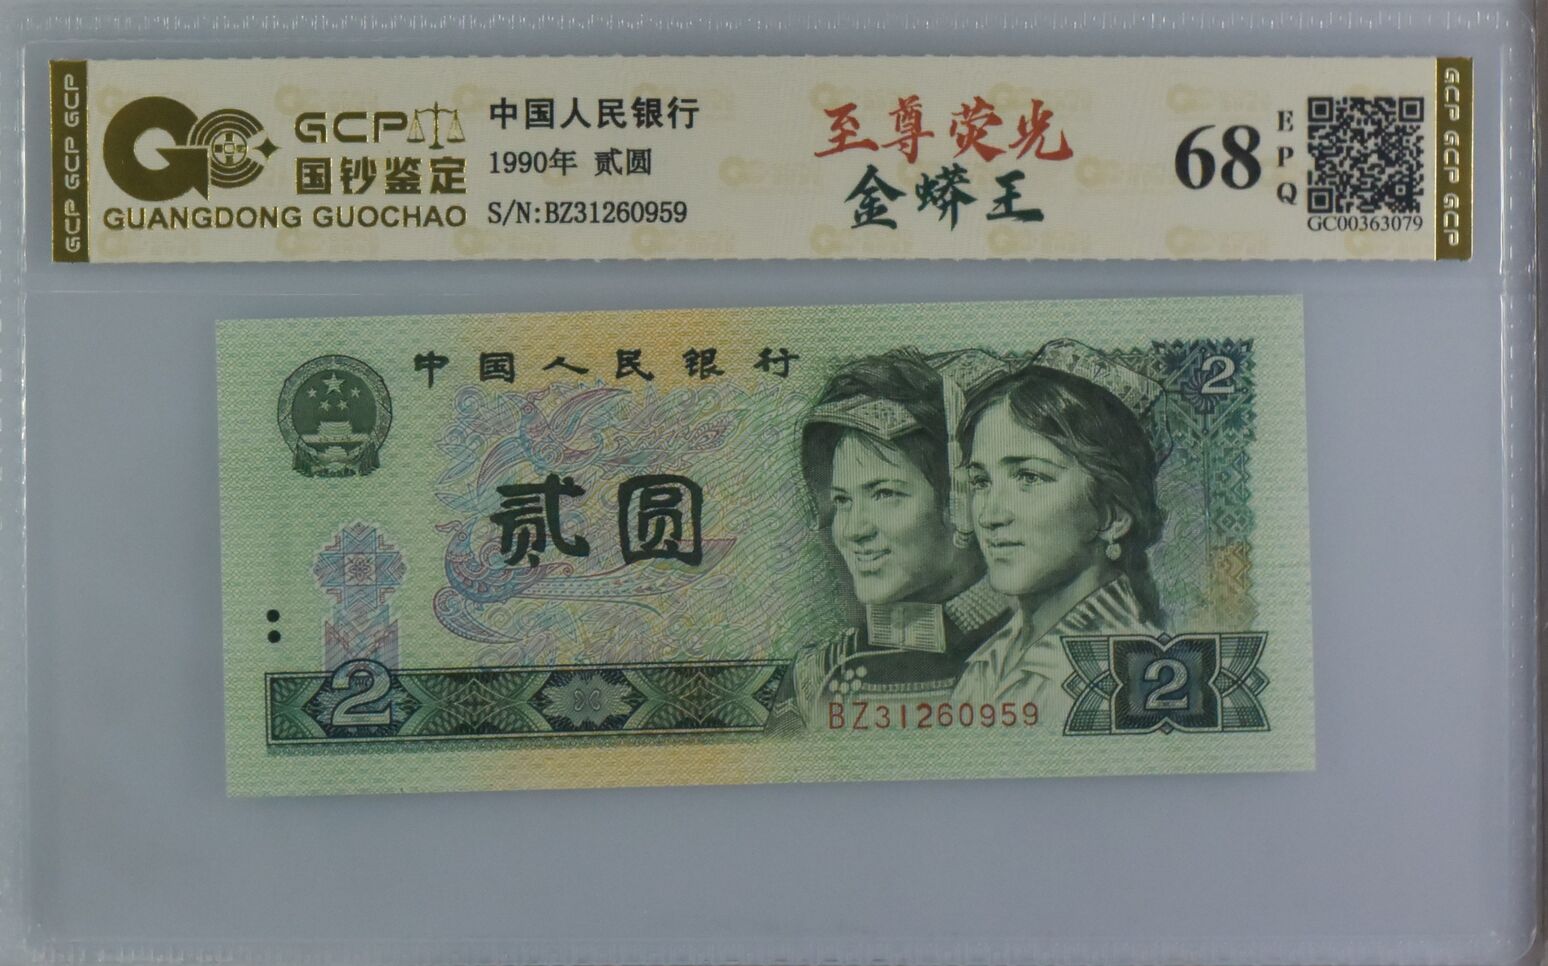 GCP GCP GCP
GCP
国钞鉴定
GUANGDONG GUOCHAO
中国人民银行
1990年 贰圆
S/N:BZ31260959
至尊荧光
金蟒王
68
EPQ
GC00363079
GCP GCP GCP
中国人民银行
2
贰圆
2
BZ31260959
2